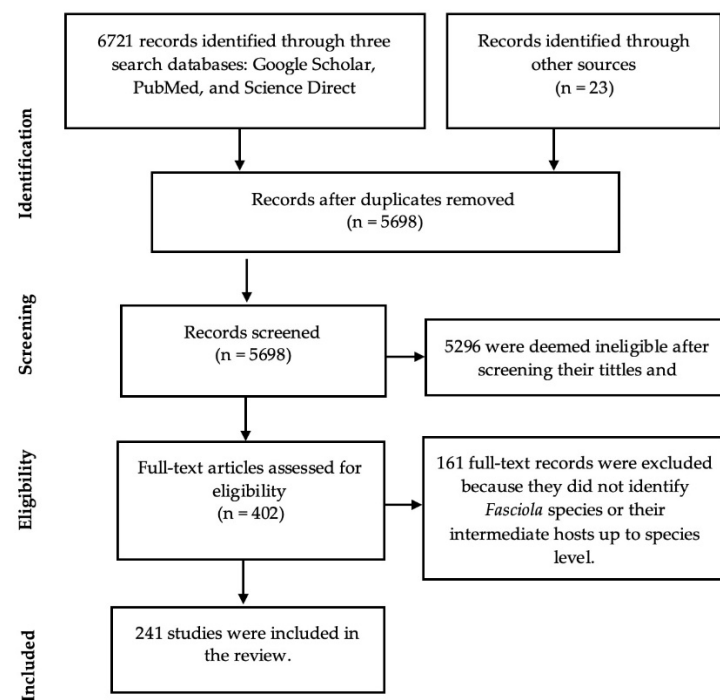 6721 records identified through three
search databases: Google Scholar,
PubMed, and Science Direct
Records identified through
other sources
(n = 23)
Identification
Records after duplicates removed
(n = 5698)
Screening
Records screened
(n = 5698)
5296 were deemed ineligible after
screening their tittles and
Eligibility
Full-text articles assessed for
eligibility
(n = 402)
161 full-text records were excluded
because they did not identify
Fasciola species or their
intermediate hosts up to species
level.
Included
241 studies were included in
the review.